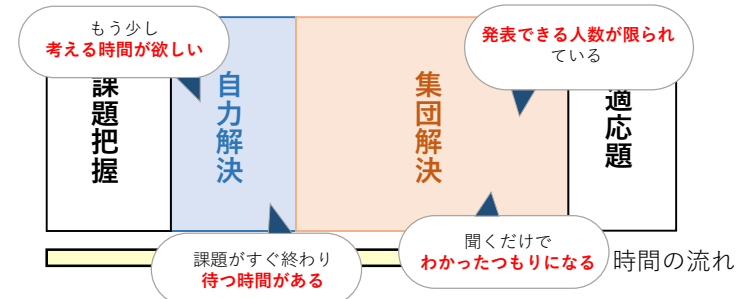 もう少し
考える時間が欲しい
発表できる人数が限られ
ている
課題把握
自力解決
集団解決
適応題
課題がすぐ終わり
待つ時間がある
聞くだけで
わかったつもりになる
時間の流れ